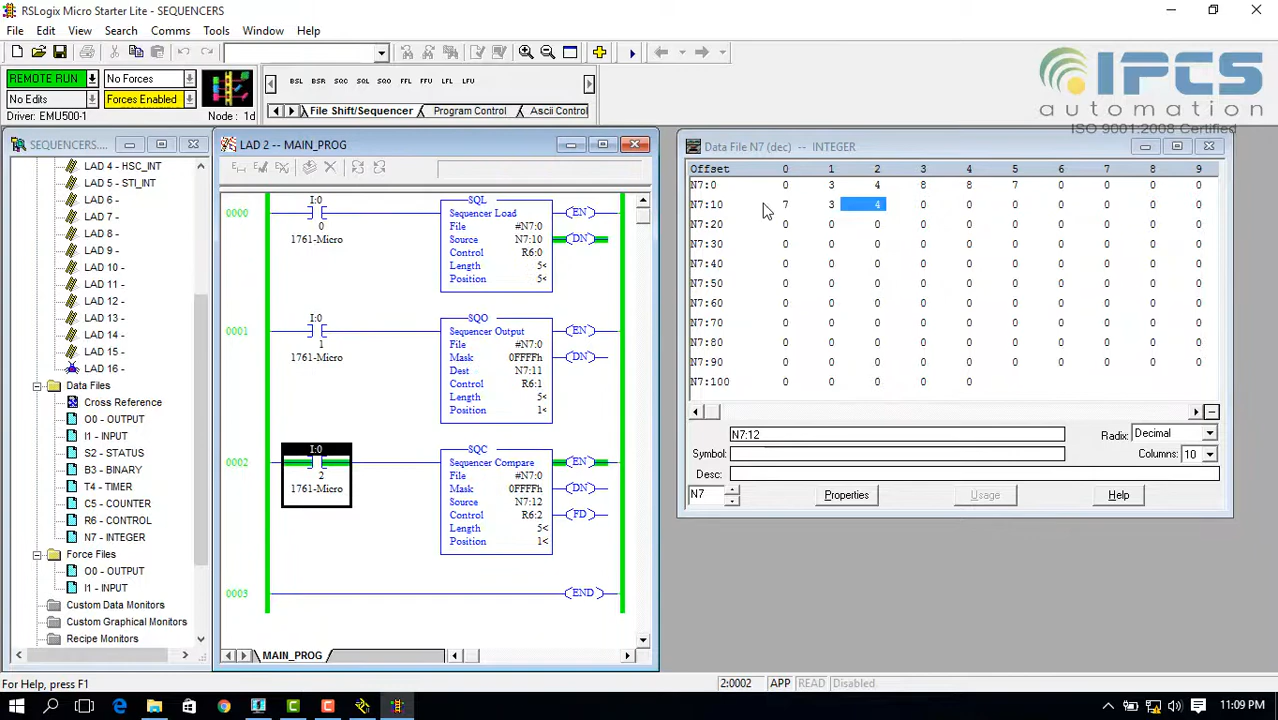 RSLogix Micro Starter Lite - SEQUENCERS
File Edit View Search Comms Tools Window Help
REMOTE RUN No Forces
No Edits Forces Enabled
Driver: EMU500-1 Node : 1d
BSL BSR SQC SQL SQO FFL FFU LFL LFU
File Shift/Sequencer Program Control Ascii Control
IPCS
automation
ISO 9001:2008 Certified
SEQUENCERS...
LAD 4 - HSC_INT
LAD 5 - STI_INT
LAD 6 -
LAD 7 -
LAD 8 -
LAD 9 -
LAD 10 -
LAD 11 -
LAD 12 -
LAD 13 -
LAD 14 -
LAD 15 -
LAD 16 -
Data Files
Cross Reference
O0 - OUTPUT
I1 - INPUT
S2 - STATUS
B3 - BINARY
T4 - TIMER
C5 - COUNTER
R6 - CONTROL
N7 - INTEGER
Force Files
O0 - OUTPUT
I1 - INPUT
Custom Data Monitors
Custom Graphical Monitors
Recipe Monitors
LAD 2 -- MAIN_PROG
0000
I:0
0
1761-Micro
SQL
Sequencer Load
File #N7:0
Source N7:10
Control R6:0
Length 5<
Position 5<
EN
DN
0001
I:0
1
1761-Micro
SQO
Sequencer Output
File #N7:0
Mask 0FFFFh
Dest N7:11
Control R6:1
Length 5<
Position 1<
EN
DN
0002
I:0
2
1761-Micro
SQC
Sequencer Compare
File #N7:0
Mask 0FFFFh
Source N7:12
Control R6:2
Length 5<
Position 1<
EN
DN
FD
0003
END
MAIN_PROG
Data File N7 (dec) -- INTEGER
Offset 0 1 2 3 4 5 6 7 8 9
N7:0 0 3 4 8 8 7 0 0 0 0
N7:10 7 3 4 0 0 0 0 0 0 0
N7:20 0 0 0 0 0 0 0 0 0 0
N7:30 0 0 0 0 0 0 0 0 0 0
N7:40 0 0 0 0 0 0 0 0 0 0
N7:50 0 0 0 0 0 0 0 0 0 0
N7:60 0 0 0 0 0 0 0 0 0 0
N7:70 0 0 0 0 0 0 0 0 0 0
N7:80 0 0 0 0 0 0 0 0 0 0
N7:90 0 0 0 0 0 0 0 0 0 0
N7:100 0 0 0 0 0
N7:12 Radix: Decimal
Symbol: Columns: 10
Desc:
N7 Properties Usage Help
For Help, press F1
2:0002 APP READ Disabled
11:09 PM